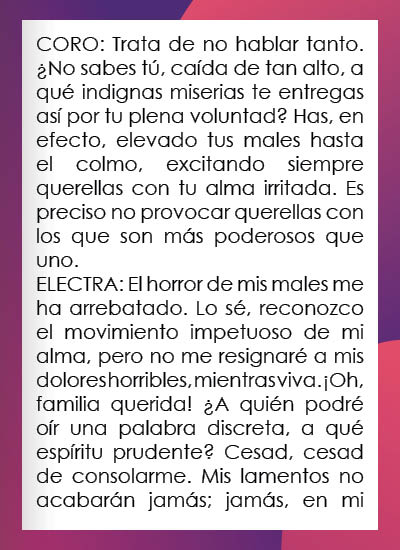 CORO: Trata de no hablar tanto.
¿No sabes tú, caída de tan alto, a
qué indignas miserias te entregas
así por tu plena voluntad? Has, en
efecto, elevado tus males hasta
el colmo, excitando siempre
querellas con tu alma irritada. Es
preciso no provocar querellas con
los que son más poderosos que
uno.
ELECTRA: El horror de mis males me
ha arrebatado. Lo sé, reconozco
el movimiento impetuoso de mi
alma, pero no me resignaré a mis
dolores horribles, mientras viva. ¡Oh,
familia querida! ¿A quién podré
oír una palabra discreta, a qué
espíritu prudente? Cesad, cesad
de consolarme. Mis lamentos no
acabarán jamás; jamás, en mi